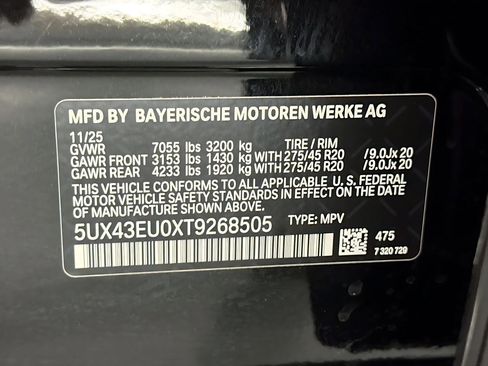 MFD BY BAYERISCHE MOTOREN WERKE AG
11/25
GVWR 7055 lbs 3200 kg TIRE / RIM
GAWR FRONT 3153 lbs 1430 kg WITH 275/45 R20 /9.0Jx 20
GAWR REAR 4233 lbs 1920 kg WITH 275/45 R20 /9.0Jx 20
THIS VEHICLE CONFORMS TO ALL APPLICABLE U. S. FEDERAL
MOTOR VEHICLE SAFETY STANDARDS IN EFFECT ON THE DATE
OF MANUFACTURE SHOWN ABOVE.
5UX43EU0XT9268505 TYPE: MPV
475
7 320 729